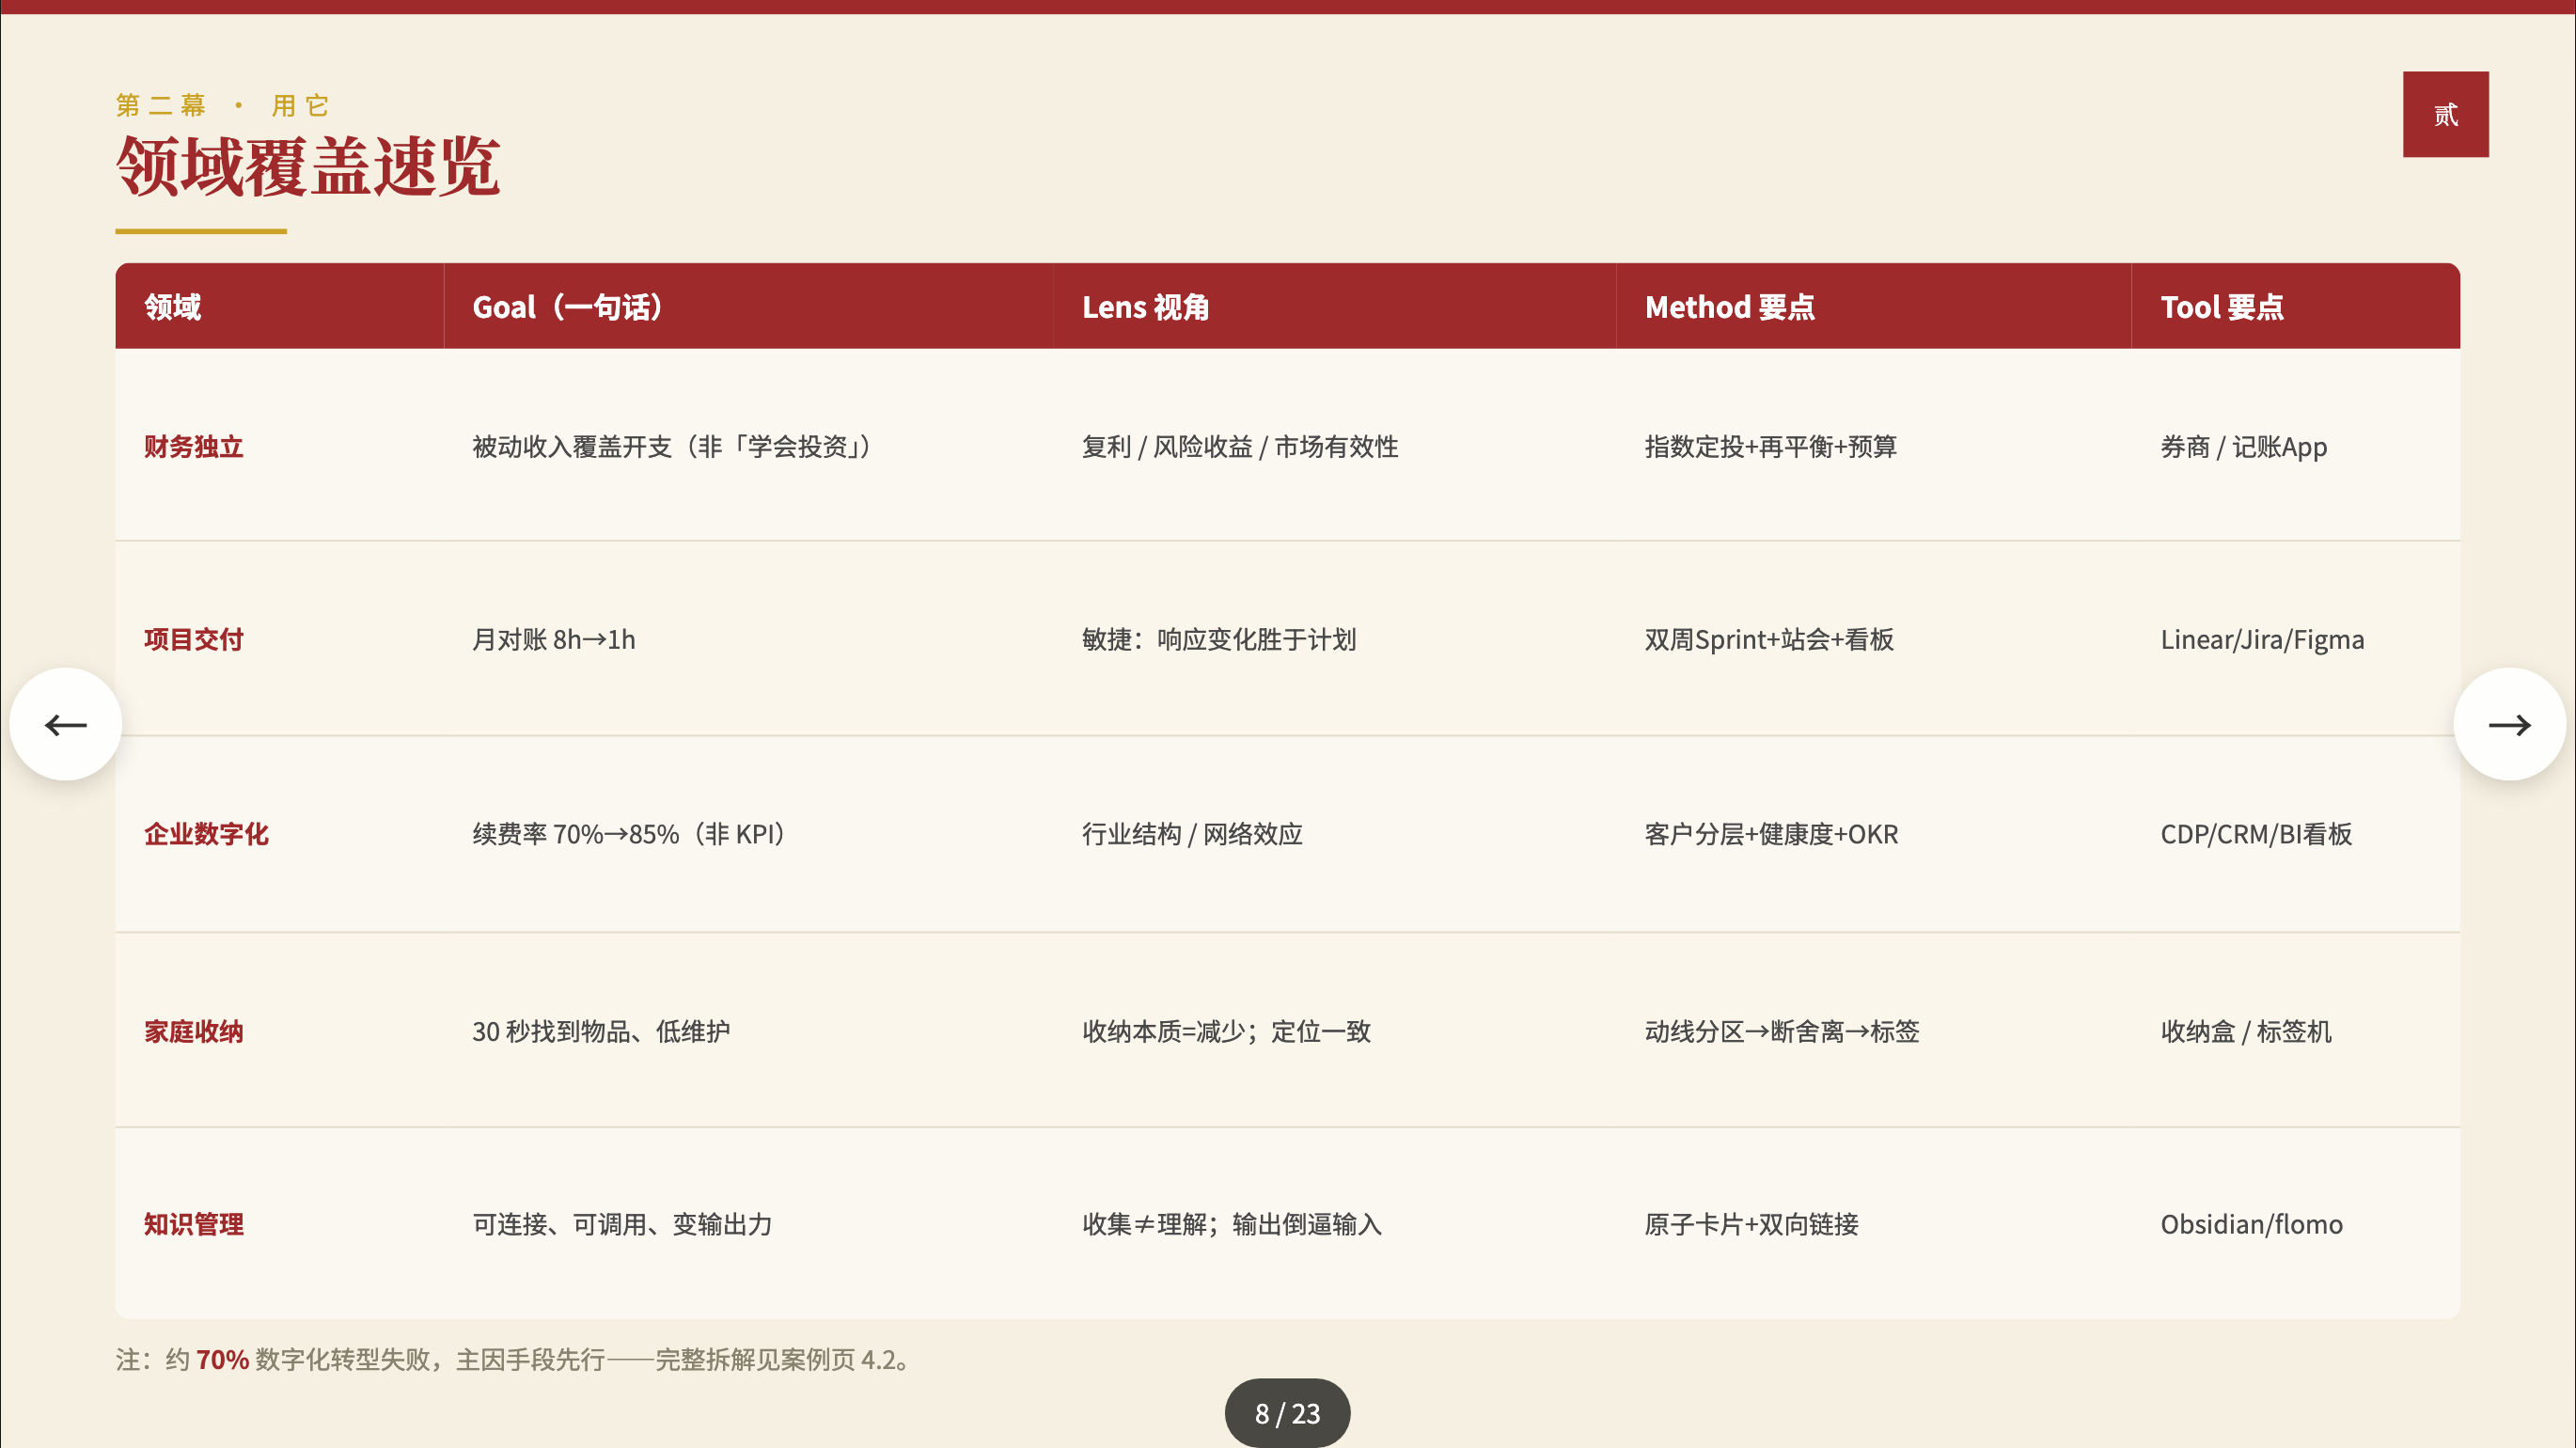 第二幕 · 用它
贰
领域覆盖速览
领域 Goal（一句话） Lens 视角 Method 要点 Tool 要点
财务独立 被动收入覆盖开支（非「学会投资」） 复利 / 风险收益 / 市场有效性 指数定投+再平衡+预算 券商 / 记账App
项目交付 月对账 8h→1h 敏捷：响应变化胜于计划 双周Sprint+站会+看板 Linear/Jira/Figma
企业数字化 续费率 70%→85%（非 KPI） 行业结构 / 网络效应 客户分层+健康度+OKR CDP/CRM/BI看板
家庭收纳 30 秒找到物品、低维护 收纳本质=减少；定位一致 动线分区→断舍离→标签 收纳盒 / 标签机
知识管理 可连接、可调用、变输出力 收集≠理解；输出倒逼输入 原子卡片+双向链接 Obsidian/flomo
注：约 70% 数字化转型失败，主因手段先行——完整拆解见案例页 4.2。
← →
8 / 23